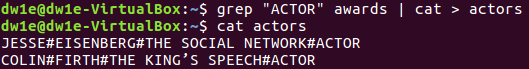 dw1e@dw1e-VirtualBox:~$ grep "ACTOR" awards | cat > actors
dw1e@dw1e-VirtualBox:~$ cat actors
JESSE#EISENBERG#THE SOCIAL NETWORK#ACTOR
COLIN#FIRTH#THE KING’S SPEECH#ACTOR